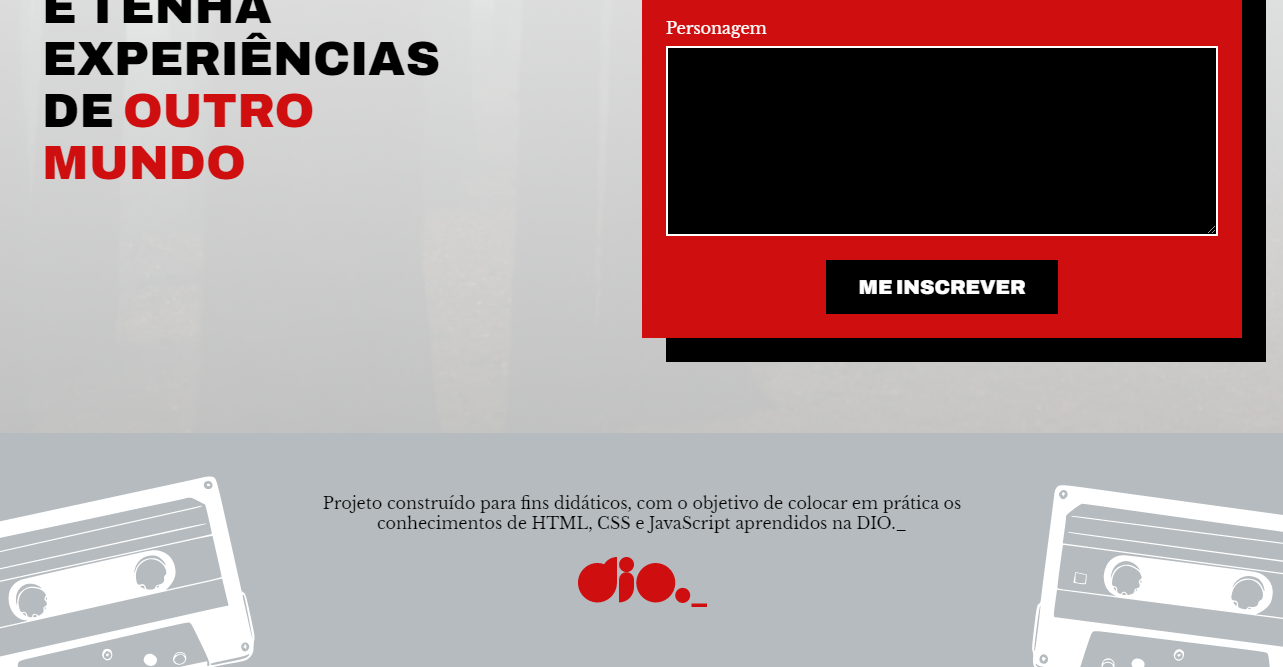 E TENHA
EXPERIÊNCIAS
DE OUTRO
MUNDO
Personagem
ME INSCREVER
Projeto construído para fins didáticos, com o objetivo de colocar em prática os
conhecimentos de HTML, CSS e JavaScript aprendidos na DIO._
dio._